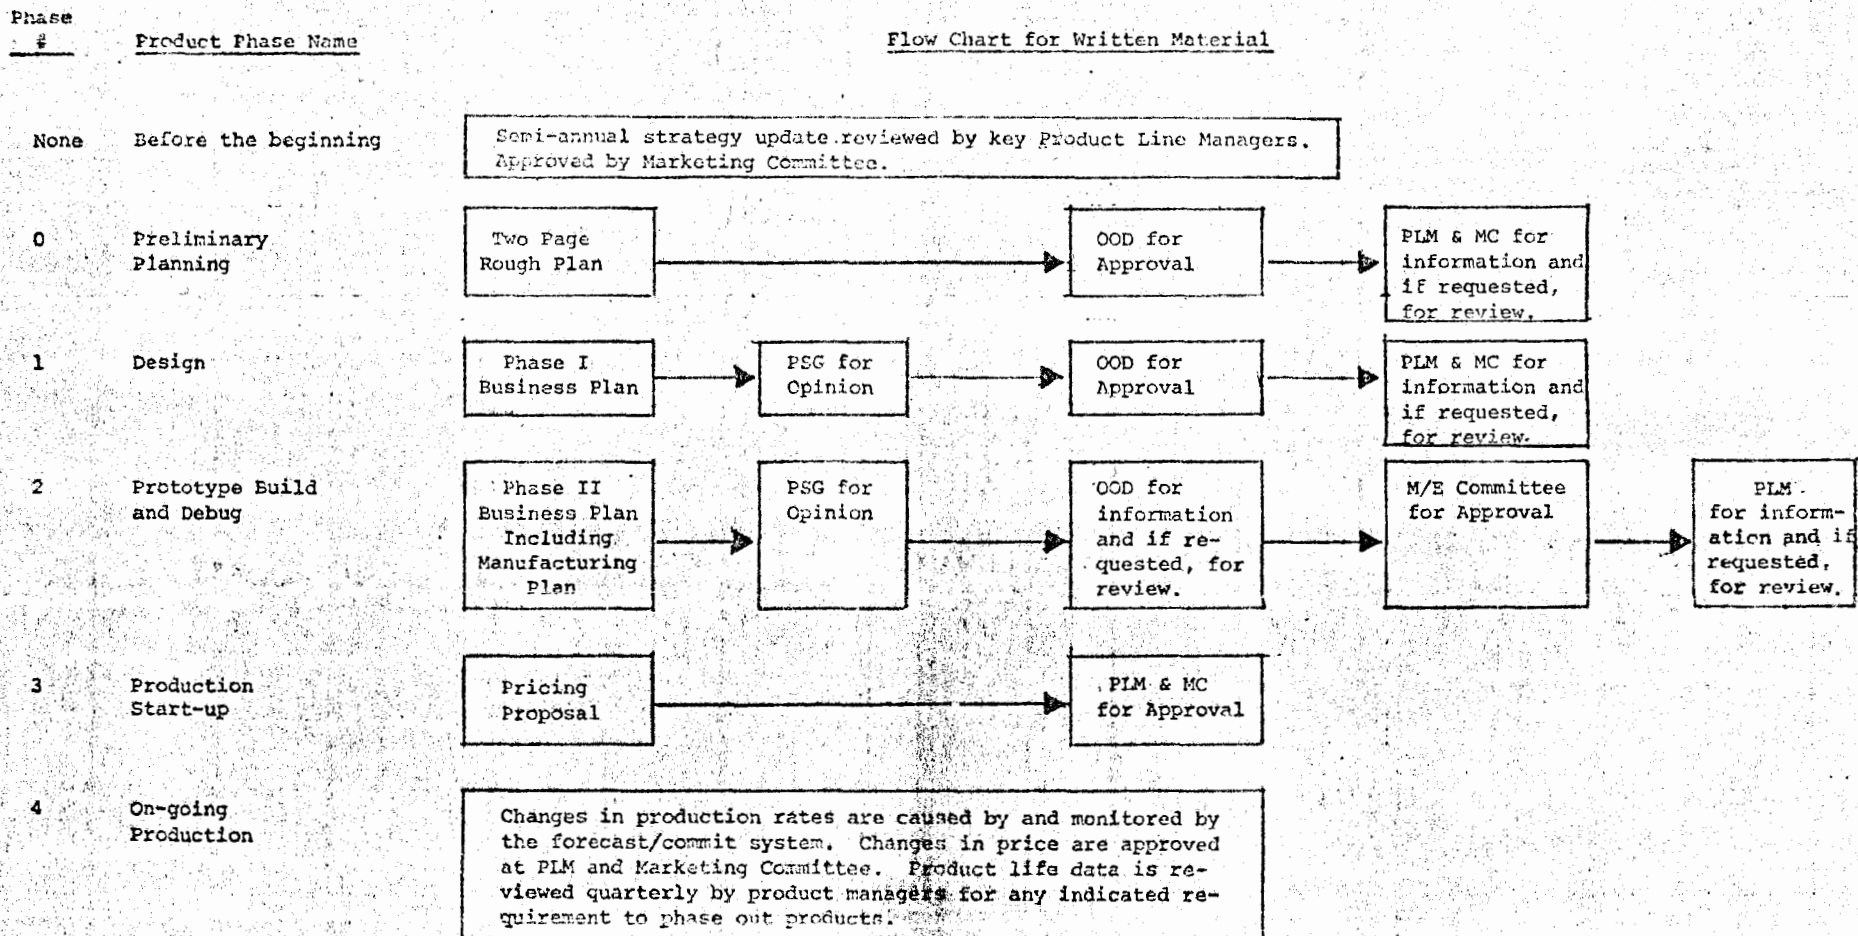 Phase
#
Product Phase Name
Flow Chart for Written Material
None
Before the beginning
Semi-annual strategy update reviewed by key Product Line Managers.
Approved by Marketing Committee.
0
Preliminary
Planning
Two Page
Rough Plan
OOD for
Approval
PLM & MC for
information and
if requested,
for review.
1
Design
Phase I
Business Plan
PSG for
Opinion
OOD for
Approval
PLM & MC for
information and
if requested,
for review.
2
Prototype Build
and Debug
Phase II
Business Plan
Including
Manufacturing
Plan
PSG for
Opinion
OOD for
information
and if re-
quested, for
review.
M/E Committee
for Approval
PLM
for inform-
ation and if
requested,
for review.
3
Production
Start-up
Pricing
Proposal
PLM & MC
for Approval
4
On-going
Production
Changes in production rates are caused by and monitored by
the forecast/commit system. Changes in price are approved
at PLM and Marketing Committee. Product life data is re-
viewed quarterly by product managers for any indicated re-
quirement to phase out products.